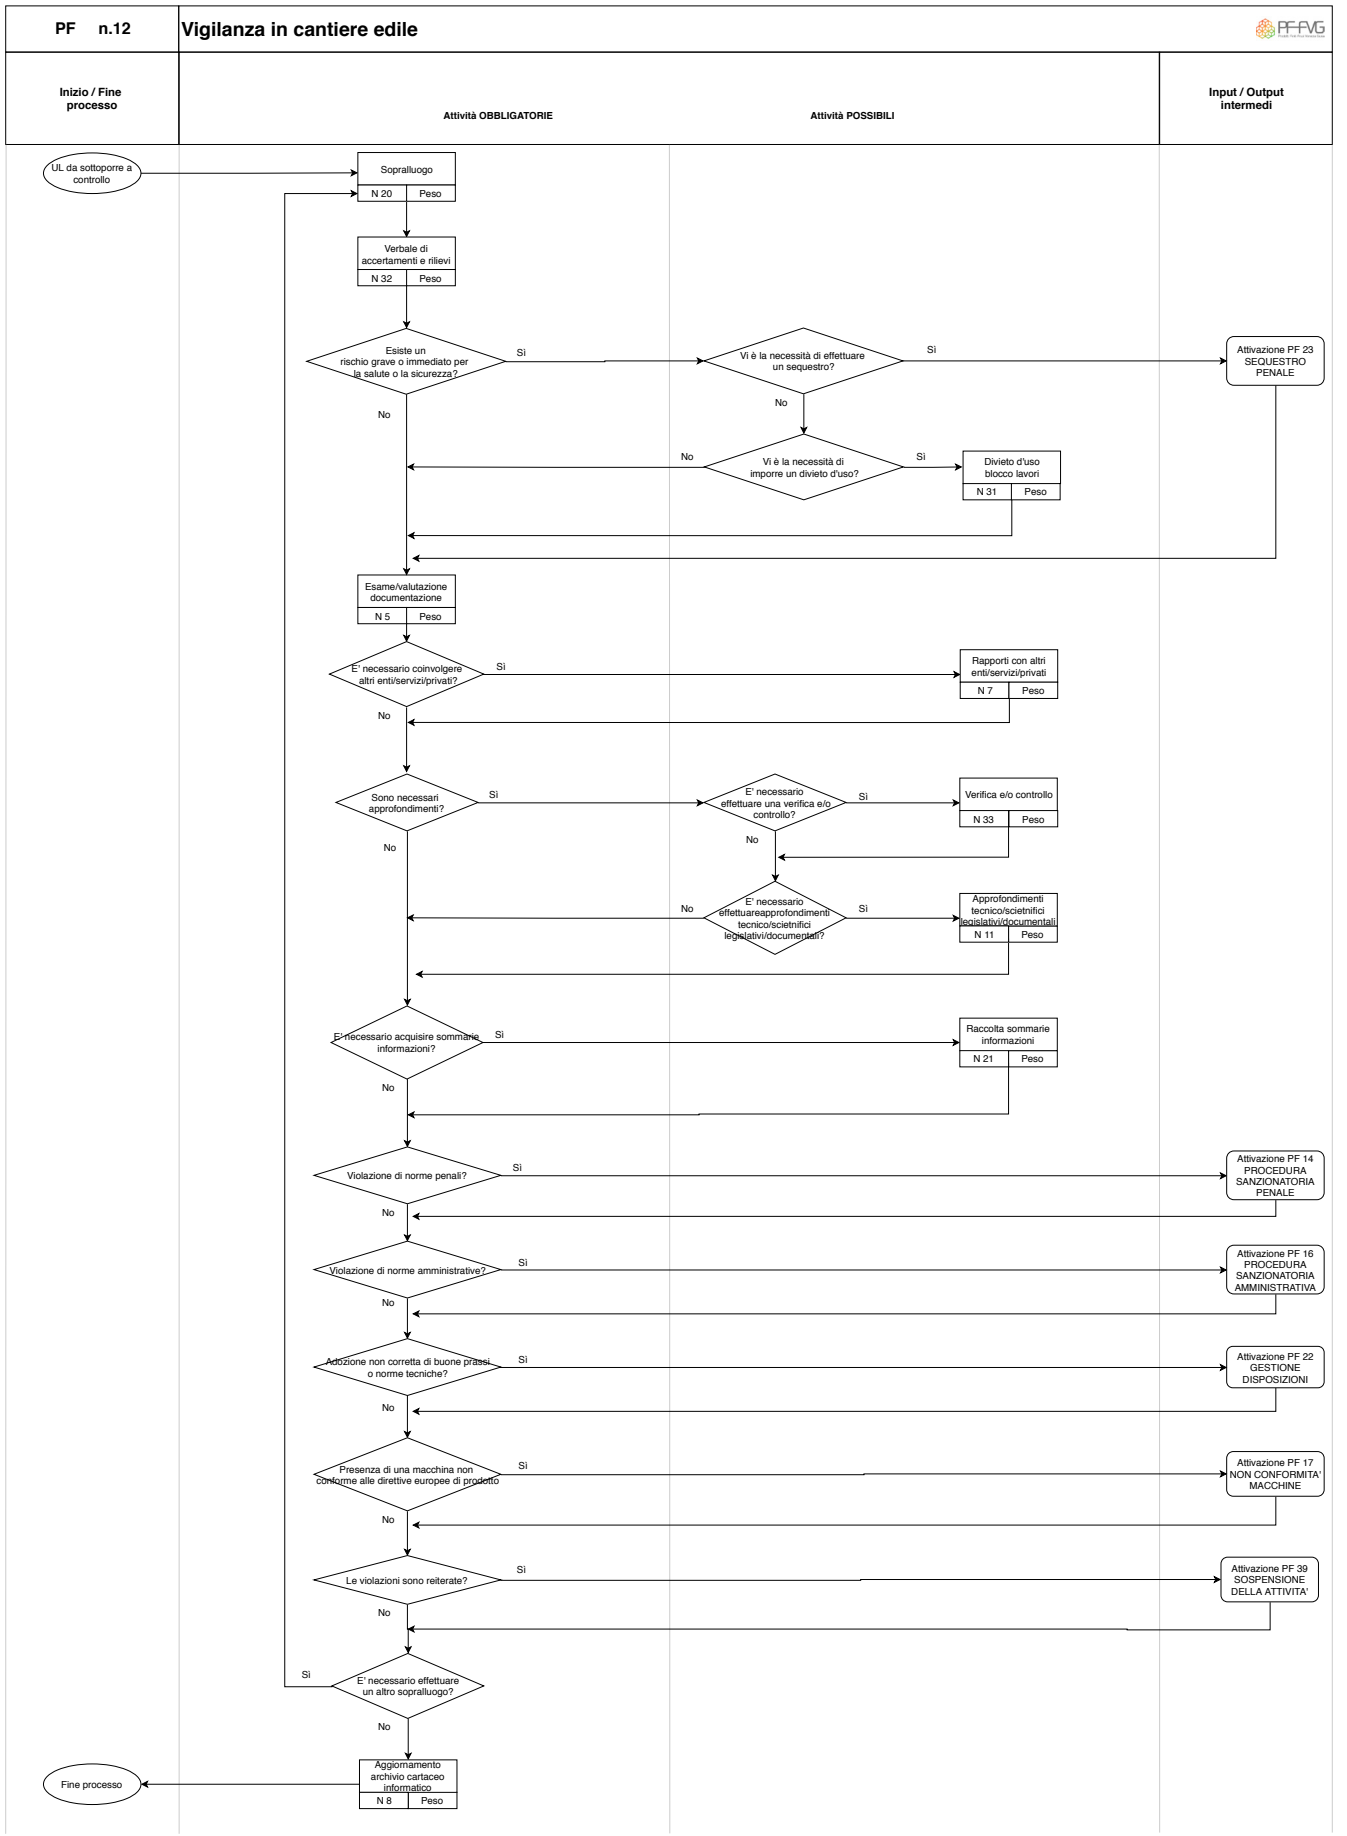 PF n.12
Vigilanza in cantiere edile
PF-FVG
Inizio / Fine
processo
Attività OBBLIGATORIE
Attività POSSIBILI
Input / Output
intermedi
UL da sottoporre a
controllo
Sopralluogo
N 20
Peso
Verbale di
accertamenti e rilievi
N 32
Peso
Esiste un
rischio grave o immediato per
la salute o la sicurezza?
Sì
Vi è la necessità di effettuare
un sequestro?
Sì
Attivazione PF 23
SEQUESTRO
PENALE
No
No
Vi è la necessità di
imporre un divieto d'uso?
No
Sì
Divieto d'uso
blocco lavori
N 31
Peso
Esame/valutazione
documentazione
N 5
Peso
E' necessario coinvolgere
altri enti/servizi/privati?
Sì
Rapporti con altri
enti/servizi/privati
N 7
Peso
No
Sono necessari
approfondimenti?
Sì
E' necessario
effettuare una verifica e/o
controllo?
Sì
Verifica e/o controllo
N 33
Peso
No
No
E' necessario
effettuareapprofondimenti
tecnico/scietnifici
legislativi/documentali?
No
Sì
Approfondimenti
tecnico/scietnifici
legislativi/documentali
N 11
Peso
E' necessario acquisire sommarie
informazioni?
Sì
Raccolta sommarie
informazioni
N 21
Peso
No
Violazione di norme penali?
Sì
Attivazione PF 14
PROCEDURA
SANZIONATORIA
PENALE
No
Violazione di norme amministrative?
Sì
Attivazione PF 16
PROCEDURA
SANZIONATORIA
AMMINISTRATIVA
No
Adozione non corretta di buone prassi
o norme tecniche?
Sì
Attivazione PF 22
GESTIONE
DISPOSIZIONI
No
Presenza di una macchina non
conforme alle direttive europee di prodotto
Sì
Attivazione PF 17
NON CONFORMITA'
MACCHINE
No
Le violazioni sono reiterate?
Sì
Attivazione PF 39
SOSPENSIONE
DELLA ATTIVITA'
No
E' necessario effettuare
un altro sopralluogo?
Sì
No
Aggiornamento
archivio cartaceo
informatico
N 8
Peso
Fine processo